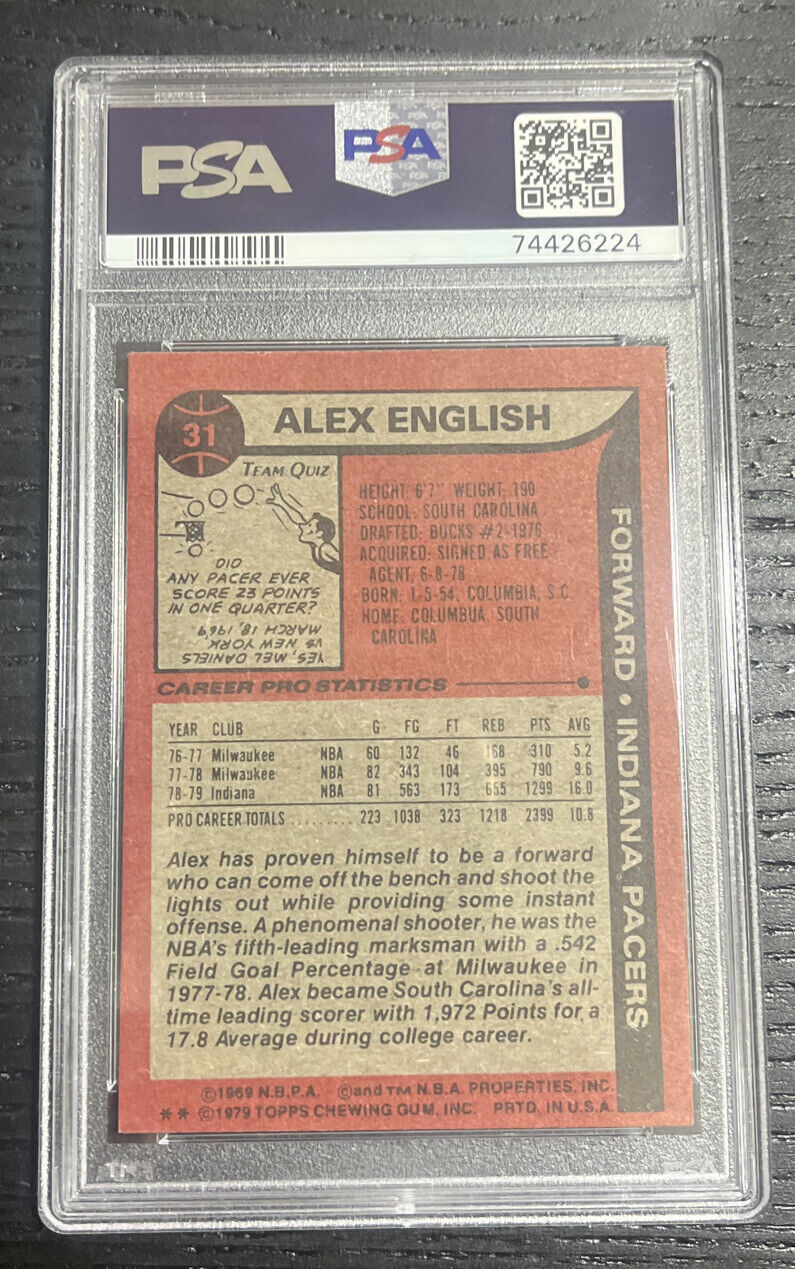 PSA
PSA
74426224
31
ALEX ENGLISH
TEAM QUIZ
DID
ANY PACER EVER
SCORE 23 POINTS
IN ONE QUARTER?
YES, MEL DANIELS
VS NEW YORK,
MARCH 18, 1969
HEIGHT: 6'7" WEIGHT: 190
SCHOOL: SOUTH CAROLINA
DRAFTED: BUCKS #2-1976
ACQUIRED: SIGNED AS FREE
AGENT, 6-8-78
BORN: 1-5-54, COLUMBIA, S.C.
HOME: COLUMBUA, SOUTH
CAROLINA
FORWARD • INDIANA PACERS
CAREER PRO STATISTICS
YEAR CLUB G FG FT REB PTS AVG
76-77 Milwaukee NBA 60 132 46 168 310 5.2
77-78 Milwaukee NBA 82 343 104 395 790 9.6
78-79 Indiana NBA 81 563 173 655 1299 16.0
PRO CAREER TOTALS ......... 223 1038 323 1218 2399 10.8
Alex has proven himself to be a forward
who can come off the bench and shoot the
lights out while providing some instant
offense. A phenomenal shooter, he was the
NBA's fifth-leading marksman with a .542
Field Goal Percentage at Milwaukee in
1977-78. Alex became South Carolina's all-
time leading scorer with 1,972 Points for a
17.8 Average during college career.
©1969 N.B.P.A. ©and TM N.B.A. PROPERTIES, INC.
** ©1979 TOPPS CHEWING GUM, INC. PRTD. IN U.S.A.